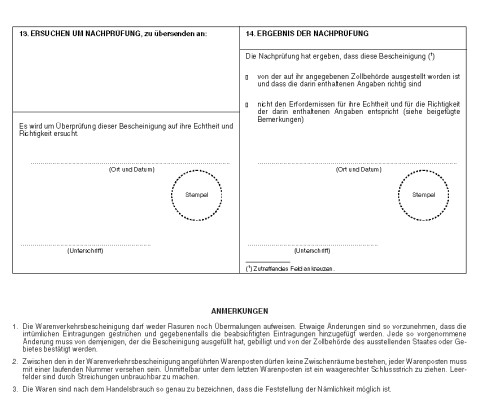 13. ERSUCHEN UM NACHPRÜFUNG, zu übersenden an:
Es wird um Überprüfung dieser Bescheinigung auf ihre Echtheit und
Richtigkeit ersucht.
(Ort und Datum)
Stempel
(Unterschrift)
14. ERGEBNIS DER NACHPRÜFUNG
Die Nachprüfung hat ergeben, dass diese Bescheinigung (¹)
▯ von der auf ihr angegebenen Zollbehörde ausgestellt worden ist
und dass die darin enthaltenen Angaben richtig sind
▯ nicht den Erfordernissen für ihre Echtheit und für die Richtigkeit
der darin enthaltenen Angaben entspricht (siehe beigefügte
Bemerkungen)
(Ort und Datum)
Stempel
(Unterschrift)
(¹) Zutreffendes Feld ankreuzen.
ANMERKUNGEN
1. Die Warenverkehrsbescheinigung darf weder Rasuren noch Übermalungen aufweisen. Etwaige Änderungen sind so vorzunehmen, dass die
irrtümlichen Eintragungen gestrichen und gegebenenfalls die beabsichtigten Eintragungen hinzugefügt werden. Jede so vorgenommene
Änderung muss von demjenigen, der die Bescheinigung ausgefüllt hat, gebilligt und von der Zollbehörde des ausstellenden Staates oder Ge-
bietes bestätigt werden.
2. Zwischen den in der Warenverkehrsbescheinigung angeführten Warenposten dürfen keine Zwischenräume bestehen, jeder Warenposten muss
mit einer laufenden Nummer versehen sein. Unmittelbar unter dem letzten Warenposten ist ein waagerechter Schlussstrich zu ziehen. Leer-
felder sind durch Streichungen unbrauchbar zu machen.
3. Die Waren sind nach dem Handelsbrauch so genau zu bezeichnen, dass die Feststellung der Nämlichkeit möglich ist.